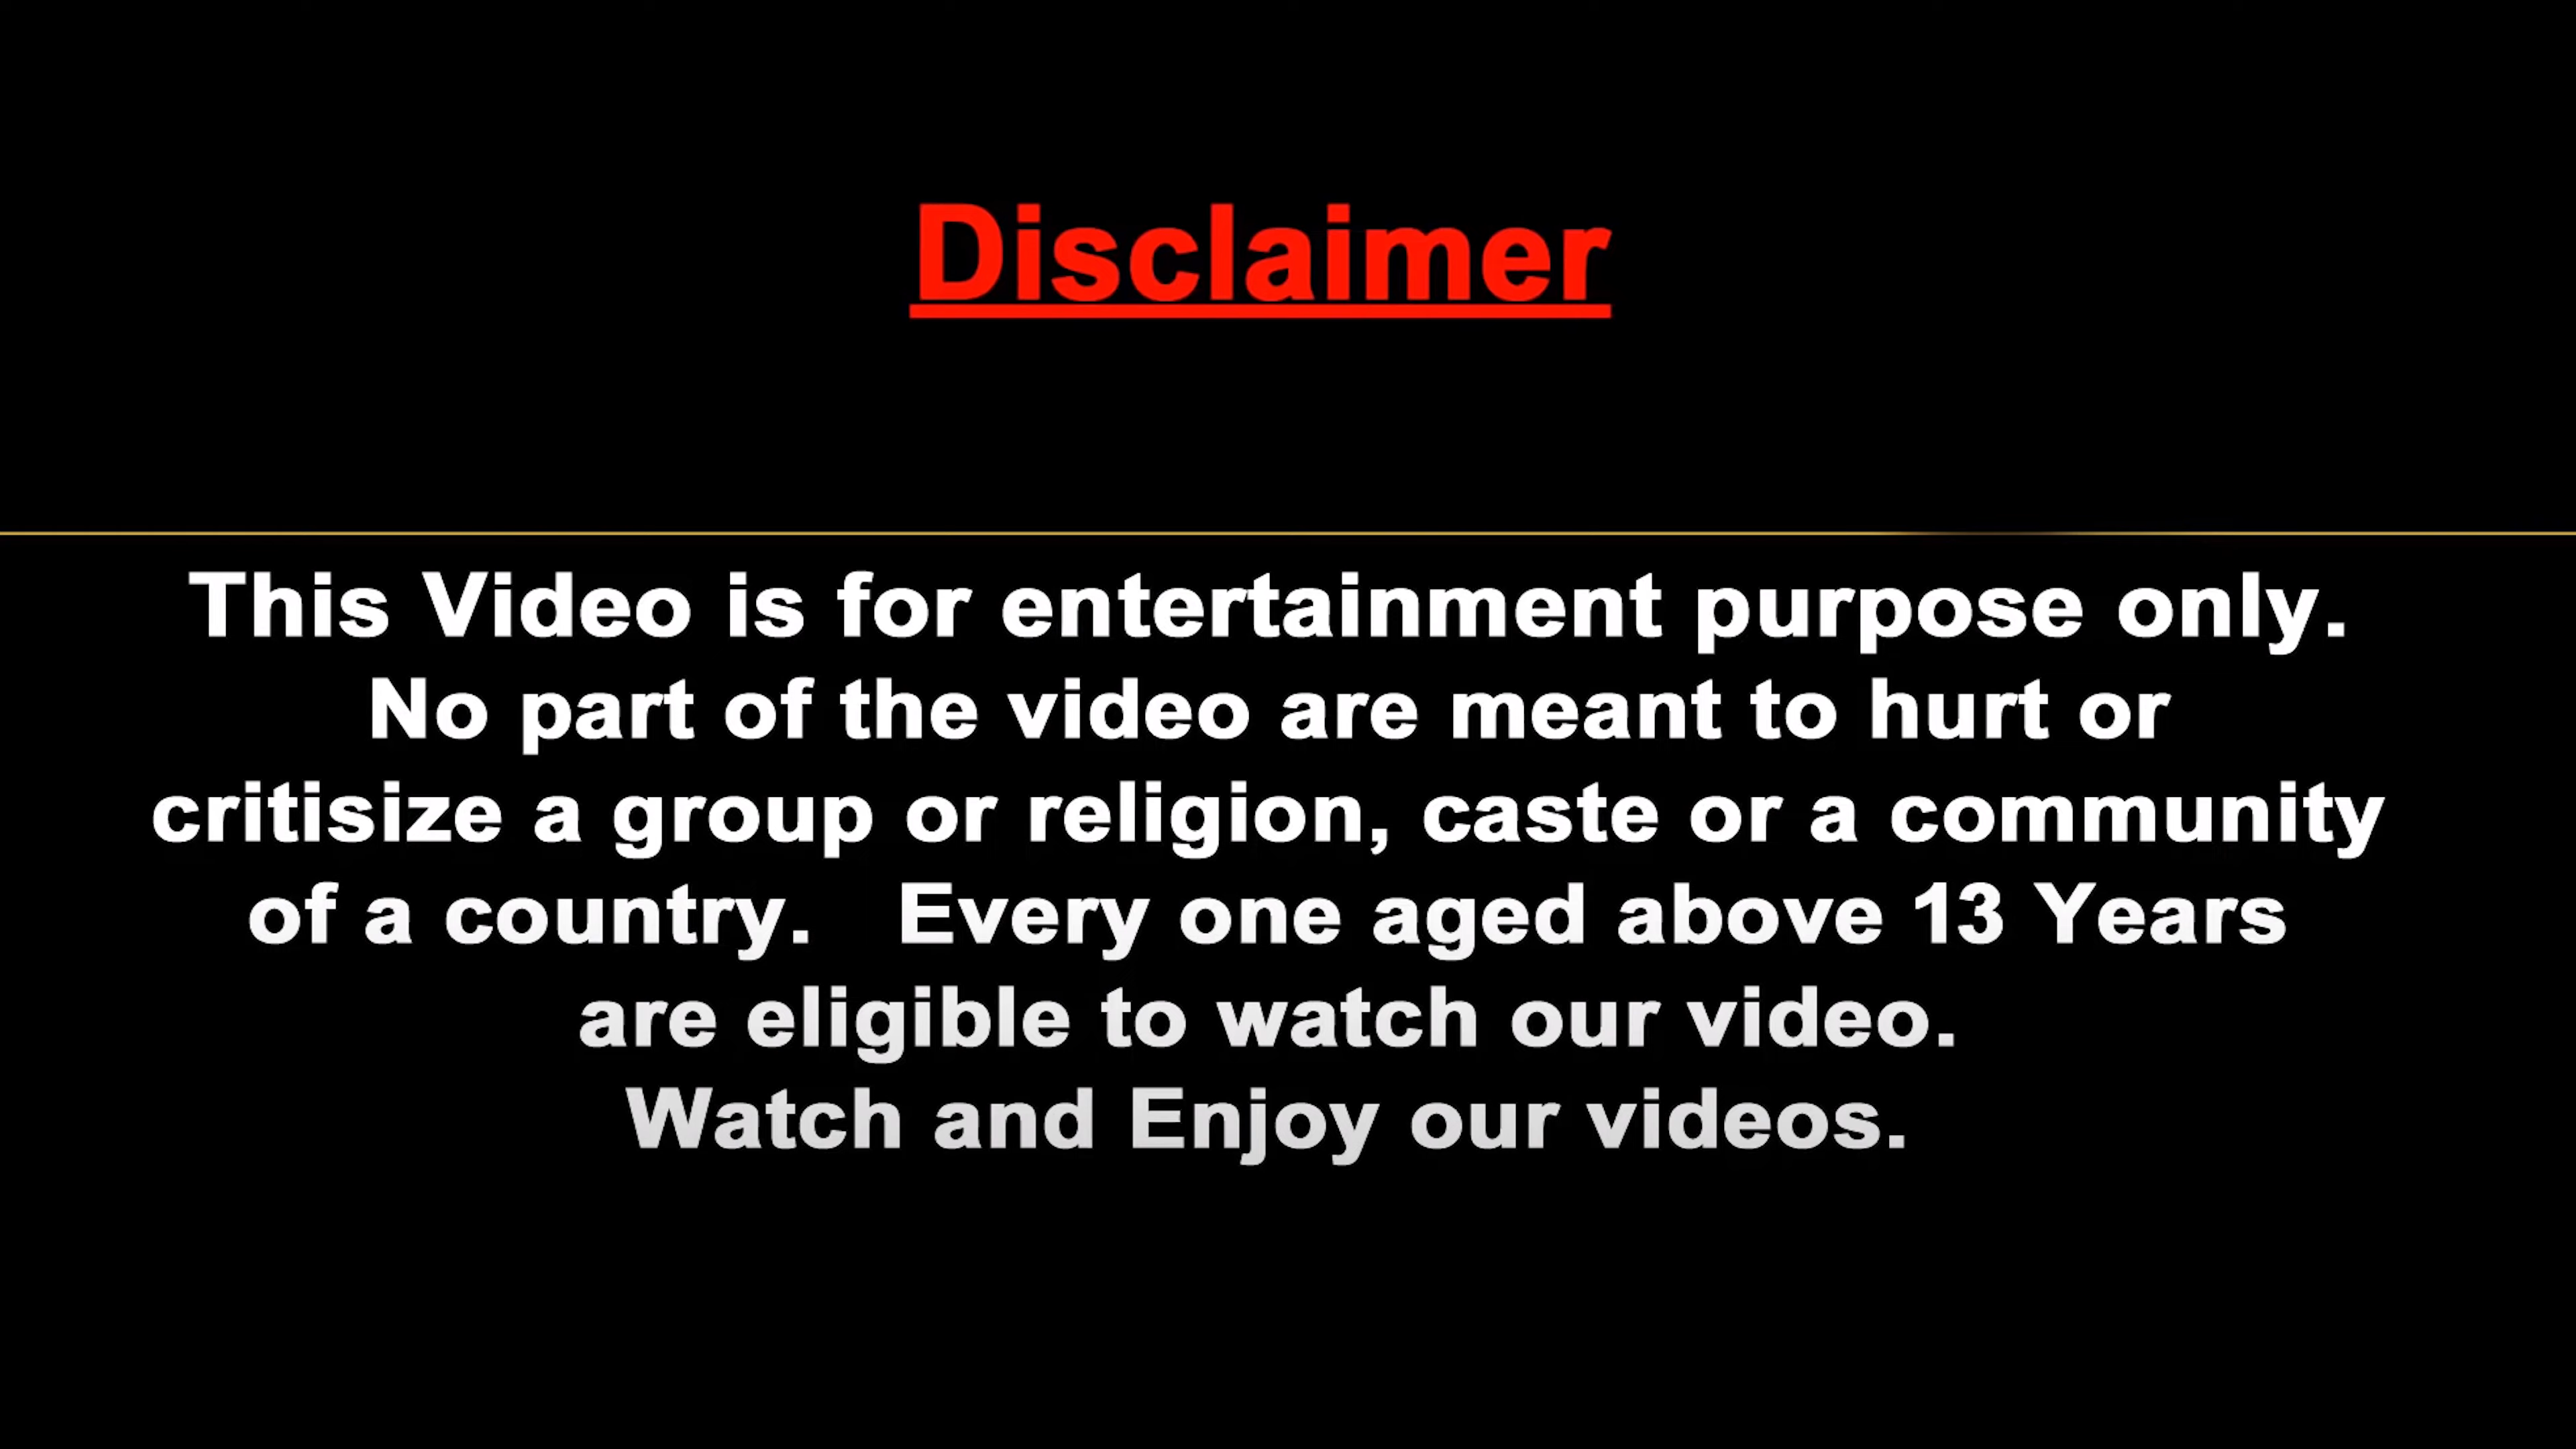 Disclaimer
This Video is for entertainment purpose only.
No part of the video are meant to hurt or
critisize a group or religion, caste or a community
of a country. Every one aged above 13 Years
are eligible to watch our video.
Watch and Enjoy our videos.